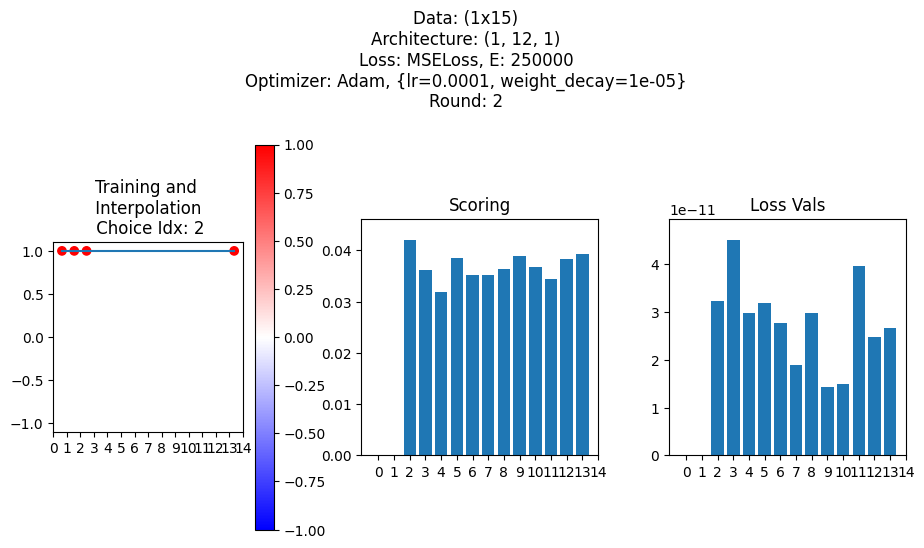 Data: (1x15)
Architecture: (1, 12, 1)
Loss: MSELoss, E: 250000
Optimizer: Adam, {lr=0.0001, weight_decay=1e-05}
Round: 2
Training and
Interpolation
Choice Idx: 2
1.0
0.5
0.0
−0.5
−1.0
0 1 2 3 4 5 6 7 8 9 10 11 12 13 14
1.00
0.75
0.50
0.25
0.00
−0.25
−0.50
−0.75
−1.00
Scoring
0.04
0.03
0.02
0.01
0.00
0 1 2 3 4 5 6 7 8 9 10 11 12 13 14
Loss Vals
1e−11
4
3
2
1
0
0 1 2 3 4 5 6 7 8 9 10 11 12 13 14